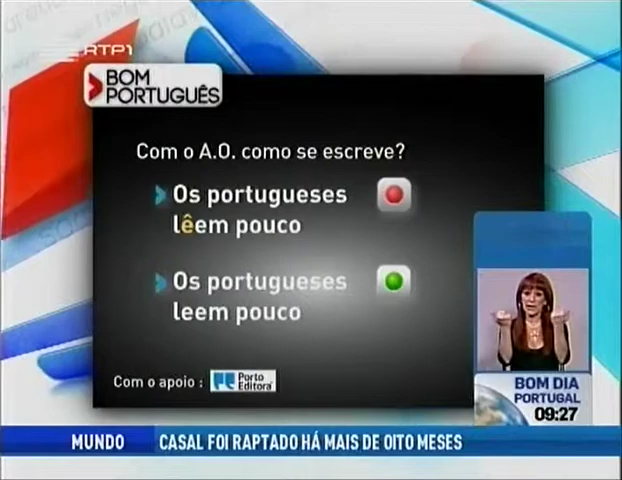 RTP1
BOM
PORTUGUÊS
Com o A.O. como se escreve?
Os portugueses
lêem pouco
Os portugueses
leem pouco
Com o apoio :
Porto
Editora
BOM DIA
PORTUGAL
09:27
MUNDO
CASAL FOI RAPTADO HÁ MAIS DE OITO MESES